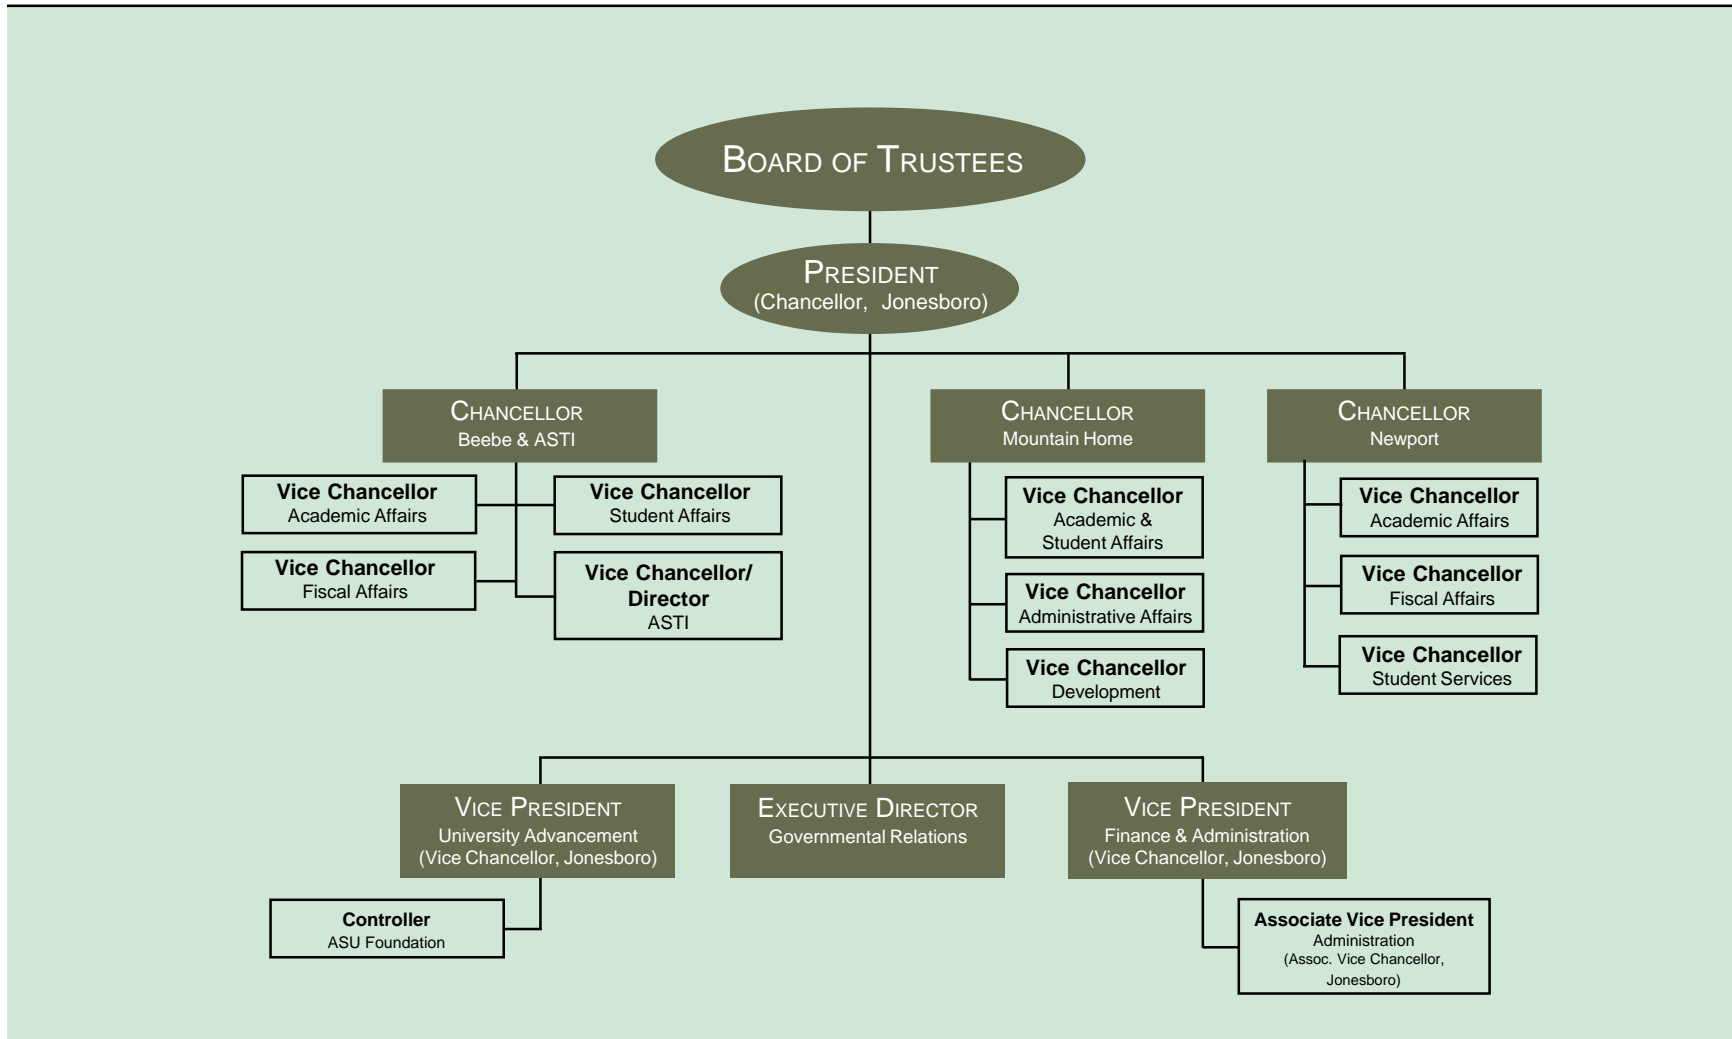 BOARD OF TRUSTEES
PRESIDENT
(Chancellor, Jonesboro)
CHANCELLOR
Beebe & ASTI
Vice Chancellor
Academic Affairs
Vice Chancellor
Student Affairs
Vice Chancellor
Fiscal Affairs
Vice Chancellor/
Director
ASTI
CHANCELLOR
Mountain Home
Vice Chancellor
Academic &
Student Affairs
Vice Chancellor
Administrative Affairs
Vice Chancellor
Development
CHANCELLOR
Newport
Vice Chancellor
Academic Affairs
Vice Chancellor
Fiscal Affairs
Vice Chancellor
Student Services
VICE PRESIDENT
University Advancement
(Vice Chancellor, Jonesboro)
Controller
ASU Foundation
EXECUTIVE DIRECTOR
Governmental Relations
VICE PRESIDENT
Finance & Administration
(Vice Chancellor, Jonesboro)
Associate Vice President
Administration
(Assoc. Vice Chancellor,
Jonesboro)